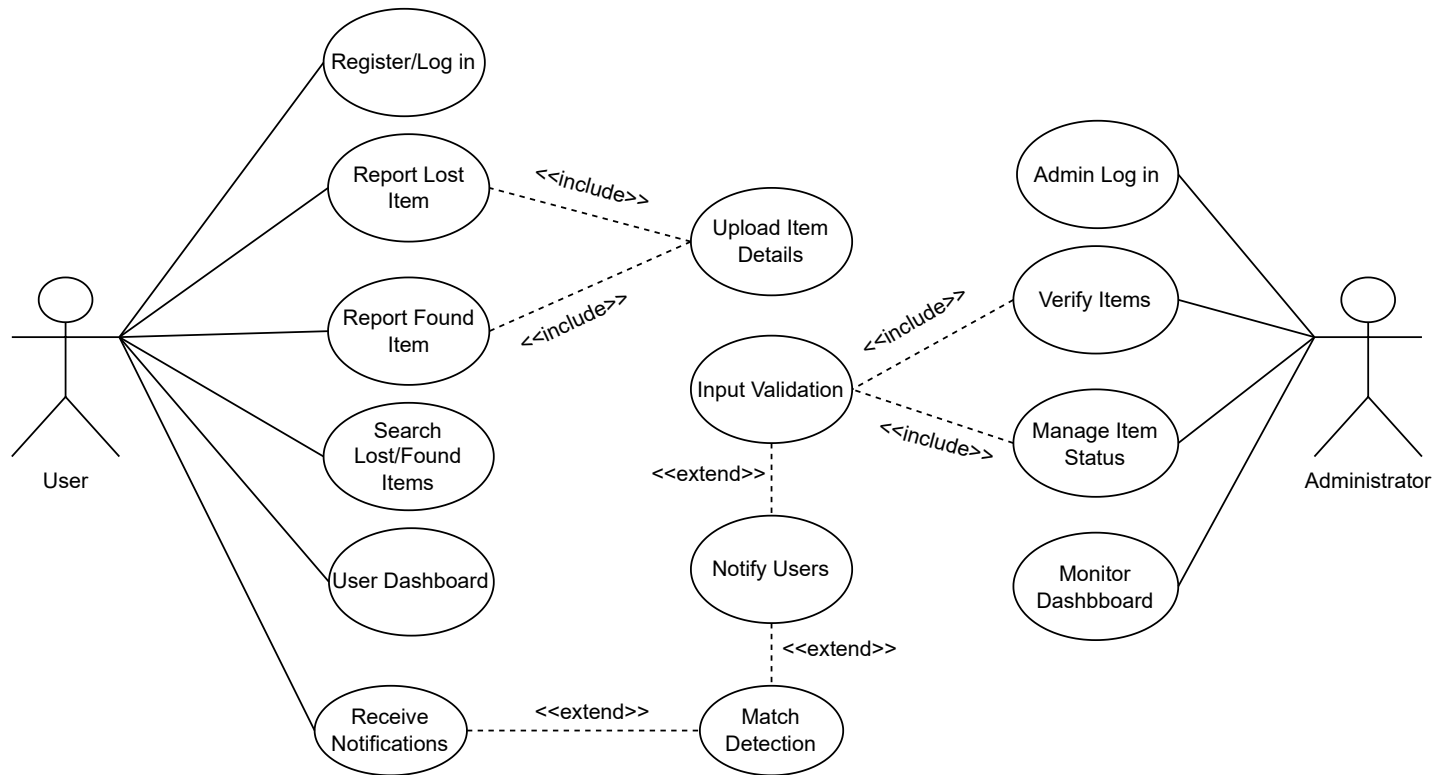 Register/Log in
Report Lost
Item
<<include>>
Upload Item
Details
Admin Log in
Report Found
Item
<<include>>
Verify Items
<<include>>
Input Validation
Search
Lost/Found
Items
<<include>>
Manage Item
Status
User
<<extend>>
Administrator
User Dashboard
Notify Users
Monitor
Dashbboard
<<extend>>
Receive
Notifications
<<extend>>
Match
Detection